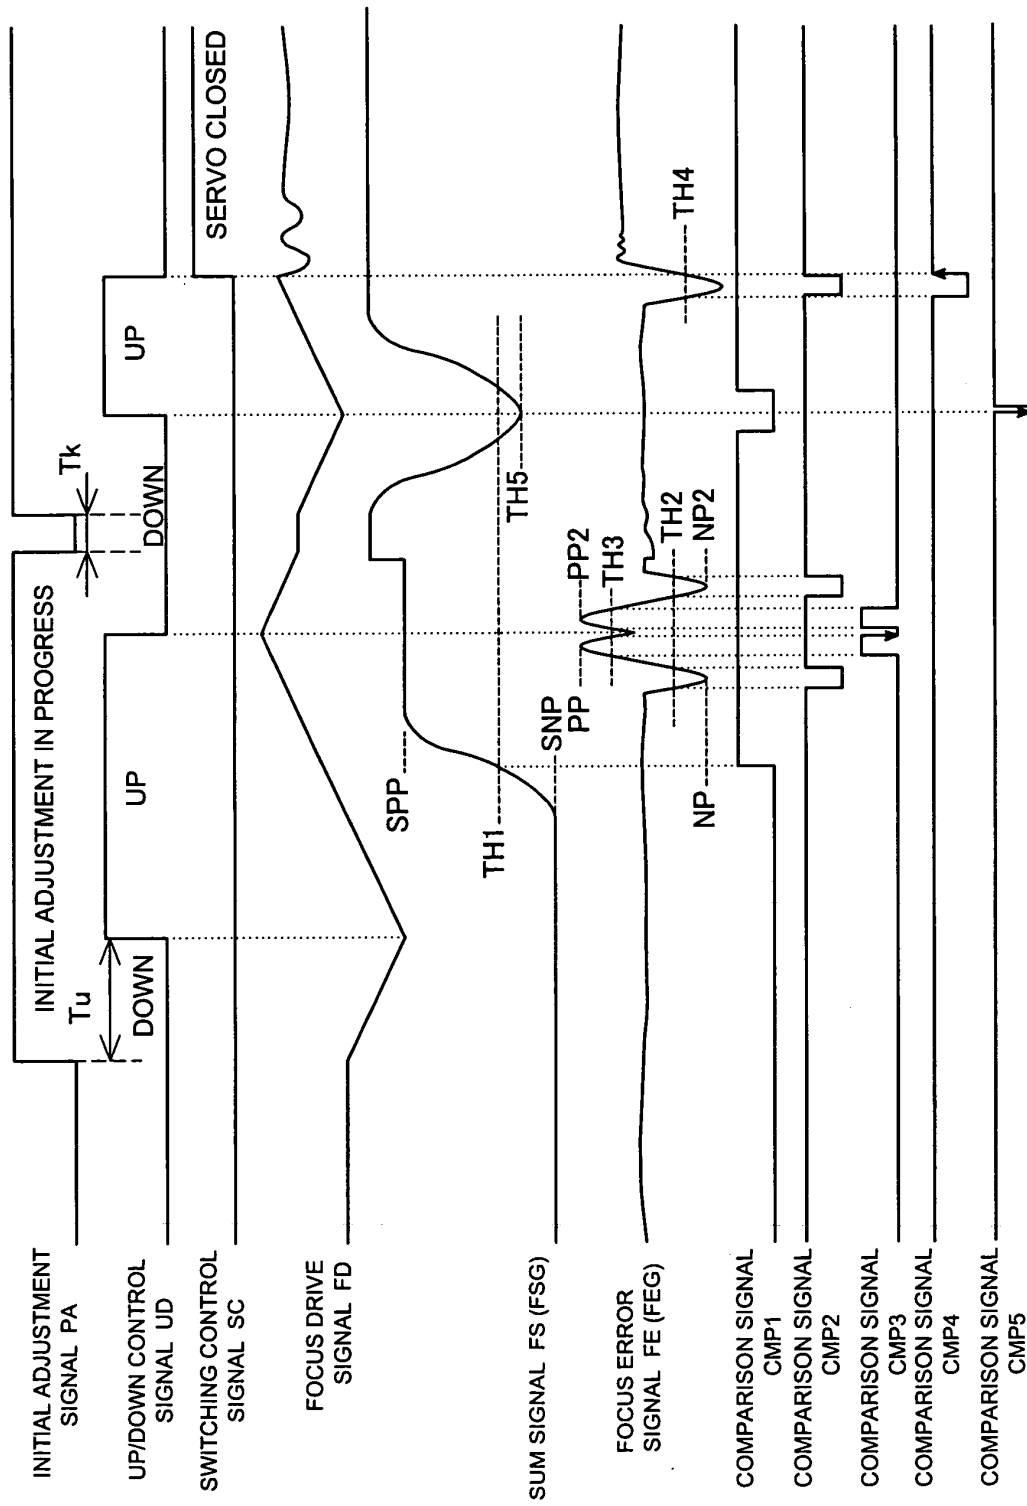 INITIAL ADJUSTMENT
SIGNAL PA
UP/DOWN CONTROL
SIGNAL UD
SWITCHING CONTROL
SIGNAL SC
FOCUS DRIVE
SIGNAL FD
SUM SIGNAL FS (FSG)
FOCUS ERROR
SIGNAL FE (FEG)
COMPARISON SIGNAL
CMP1
COMPARISON SIGNAL
CMP2
COMPARISON SIGNAL
CMP3
COMPARISON SIGNAL
CMP4
COMPARISON SIGNAL
CMP5
INITIAL ADJUSTMENT IN PROGRESS
Tu
Tk
DOWN
UP
DOWN
UP
SERVO CLOSED
SPP
TH1
TH5
SNP
PP
PP2
TH3
TH2
NP
NP2
TH4